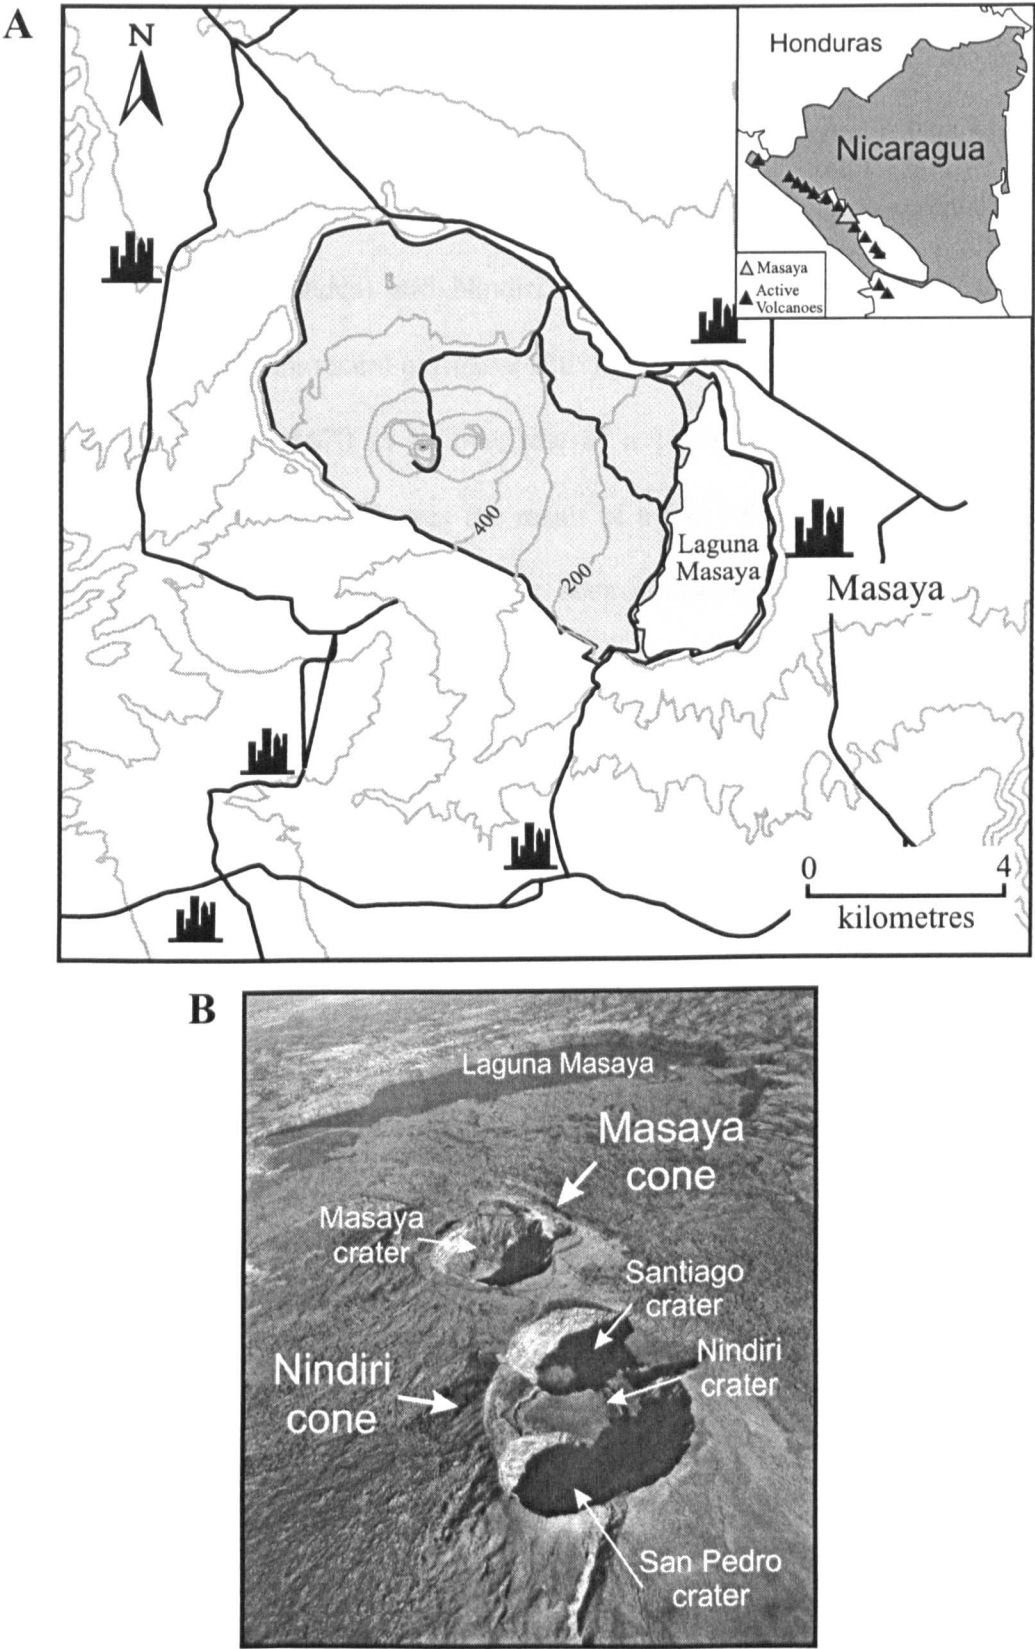 A
N
Honduras
Nicaragua
Masaya
Active
Volcanoes
400
200
Laguna
Masaya
Masaya
0 4
kilometres
B
Laguna Masaya
Masaya
cone
Masaya
crater
Santiago
crater
Nindiri
crater
Nindiri
cone
San Pedro
crater